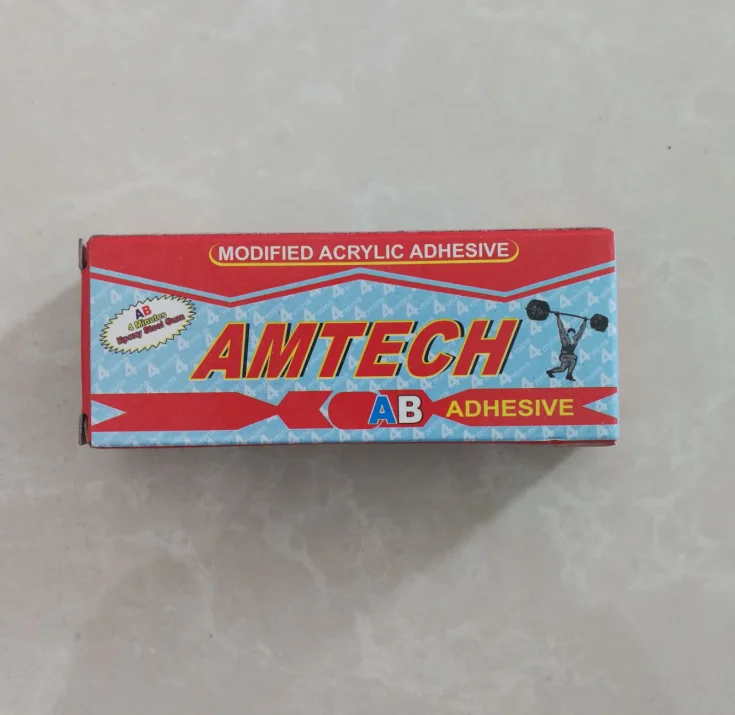 MODIFIED ACRYLIC ADHESIVE
AB
4 Minutes
Epoxy Steel Gum
AMTECH
AB ADHESIVE